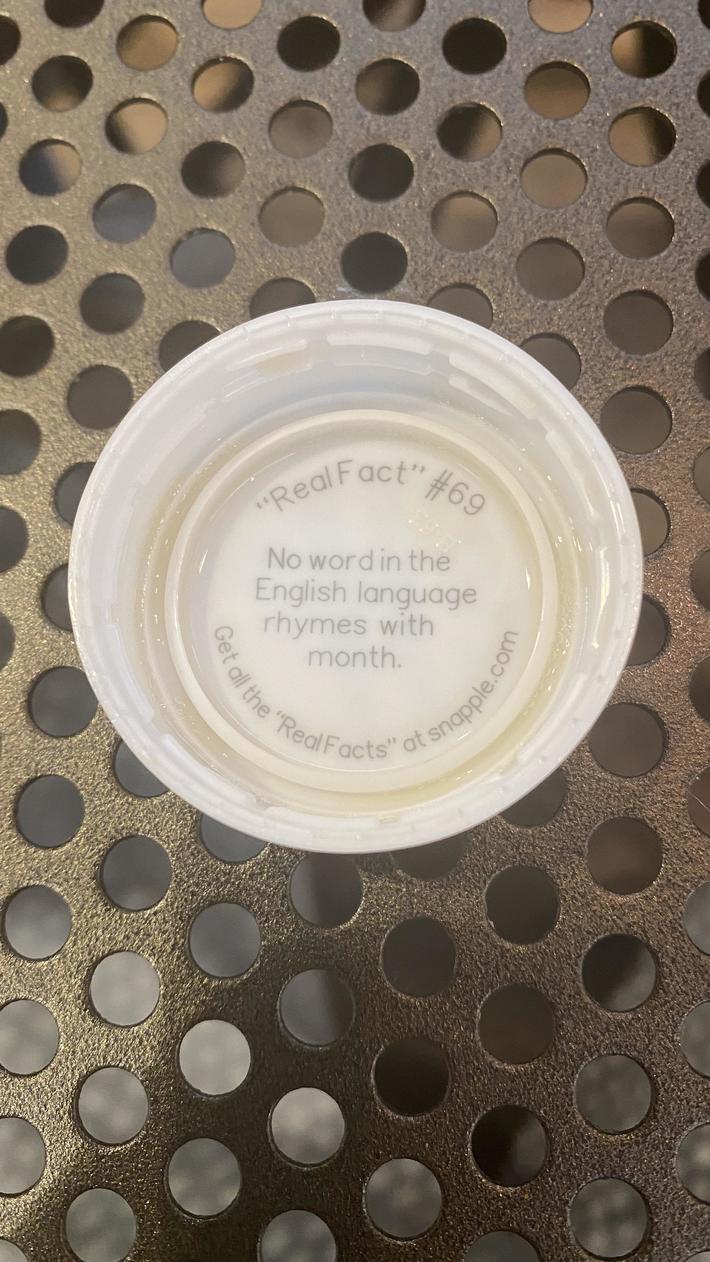 "Real Fact" #69
No word in the
English language
rhymes with
month.
Get all the "Real Facts" at snapple.com